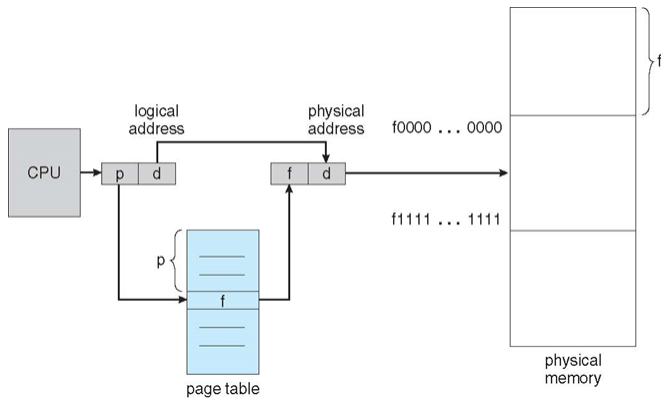 logical
address
physical
address
f0000 ... 0000
f
CPU
p d
f d
f1111 ... 1111
p
f
page table
physical
memory